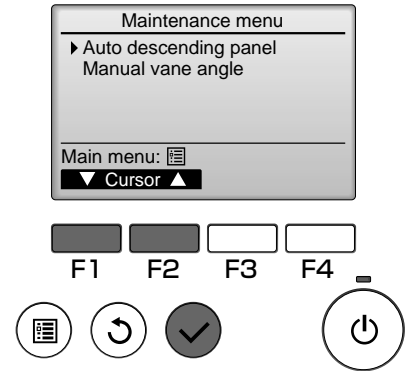 Maintenance menu
Auto descending panel
Manual vane angle
Main menu:
Cursor
F1 F2 F3 F4